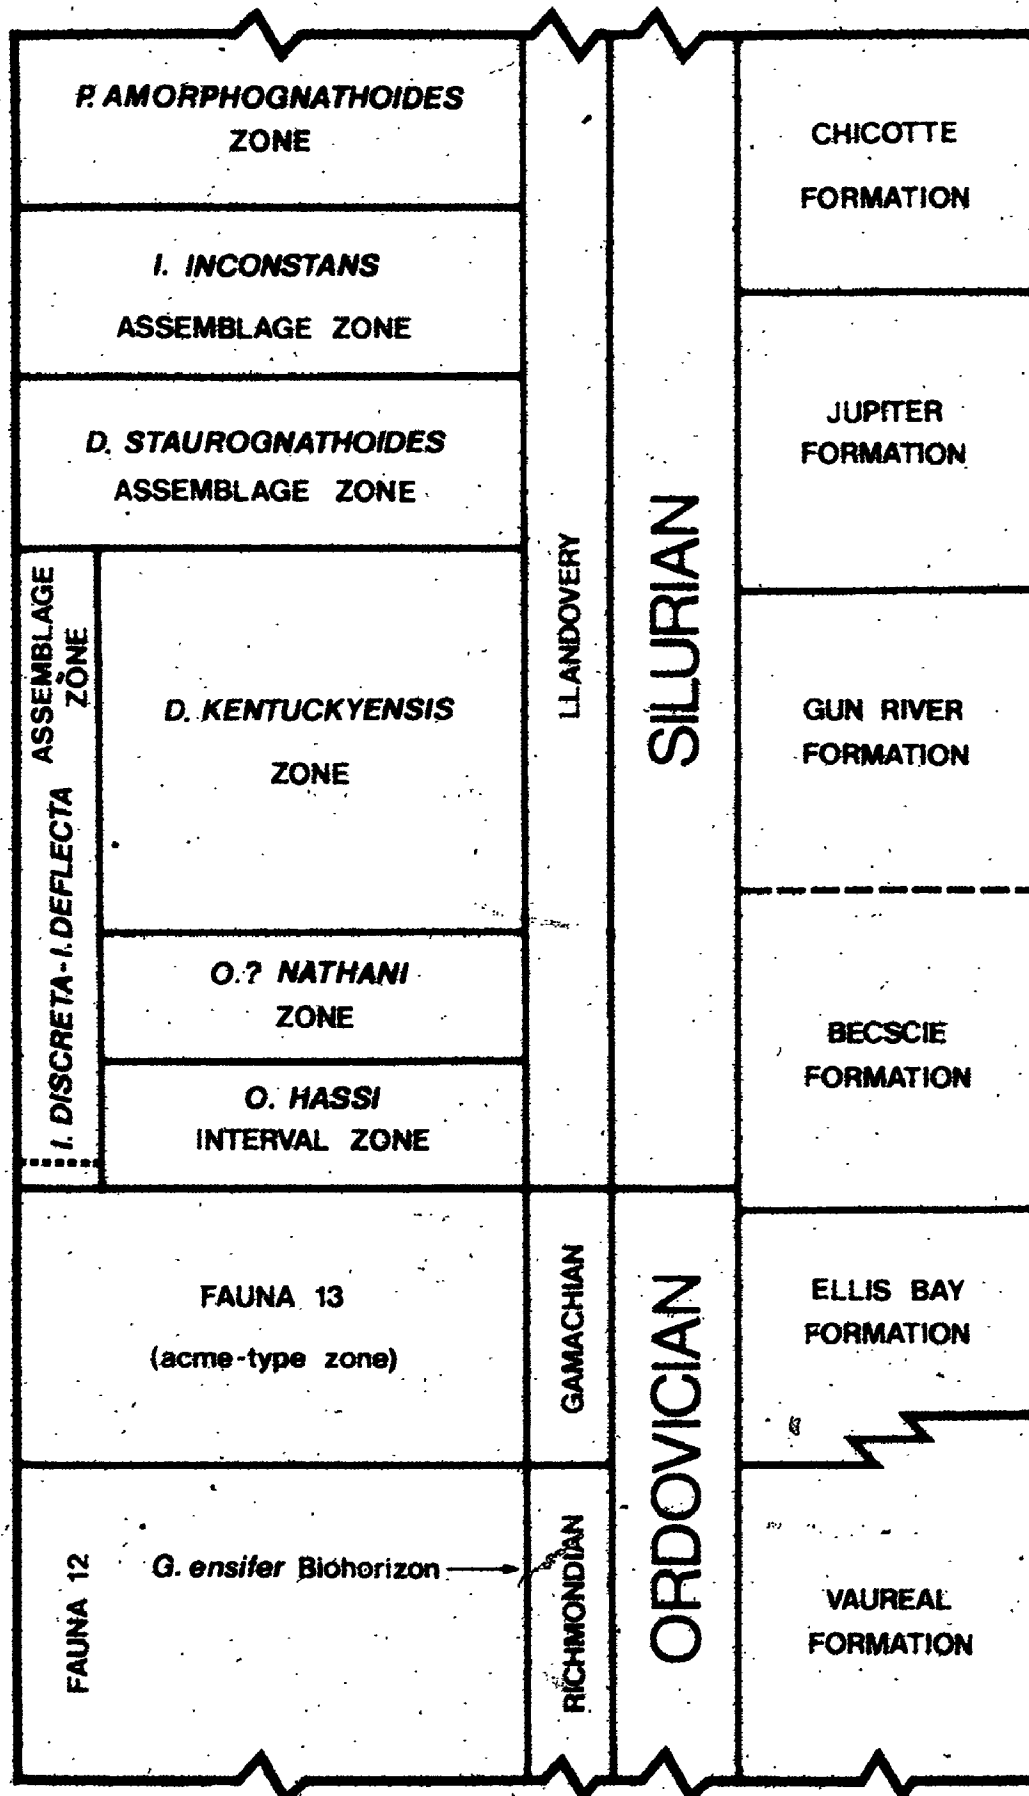 P. AMORPHOGNATHOIDES
ZONE
I. INCONSTANS
ASSEMBLAGE ZONE
D. STAUROGNATHOIDES
ASSEMBLAGE ZONE
I. DISCRETA-I. DEFLECTA ASSEMBLAGE
ZONE
D. KENTUCKYENSIS
ZONE
O.? NATHANI
ZONE
O. HASSI
INTERVAL ZONE
FAUNA 13
(acme-type zone)
FAUNA 12
G. ensifer Biohorizon
LLANDOVERY
GAMACHIAN
RICHMONDIAN
SILURIAN
ORDOVICIAN
CHICOTTE
FORMATION
JUPITER
FORMATION
GUN RIVER
FORMATION
BECSCIE
FORMATION
ELLIS BAY
FORMATION
VAUREAL
FORMATION